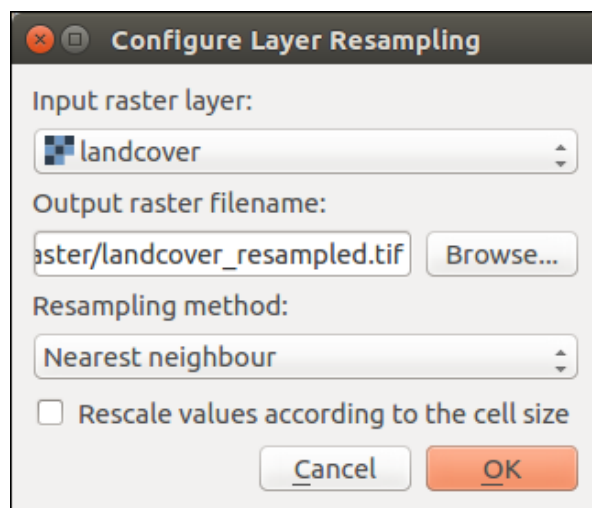 Configure Layer Resampling
Input raster layer:
landcover
Output raster filename:
aster/landcover_resampled.tif Browse...
Resampling method:
Nearest neighbour
Rescale values according to the cell size
Cancel OK